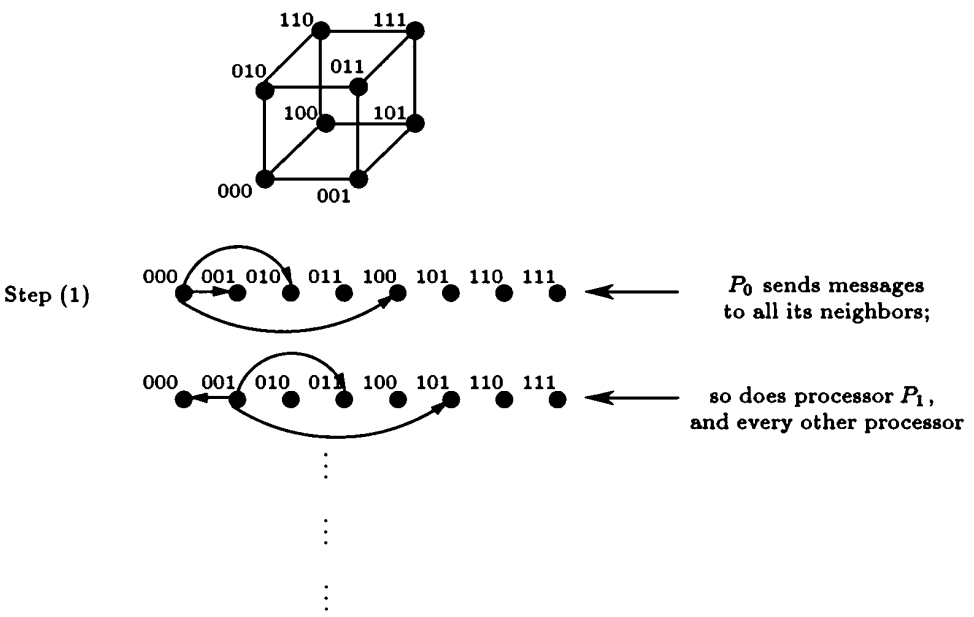 110 111
010 011
100 101
000 001
000 001 010 011 100 101 110 111
Step (1)
P₀ sends messages
to all its neighbors;
000 001 010 011 100 101 110 111
so does processor P₁,
and every other processor